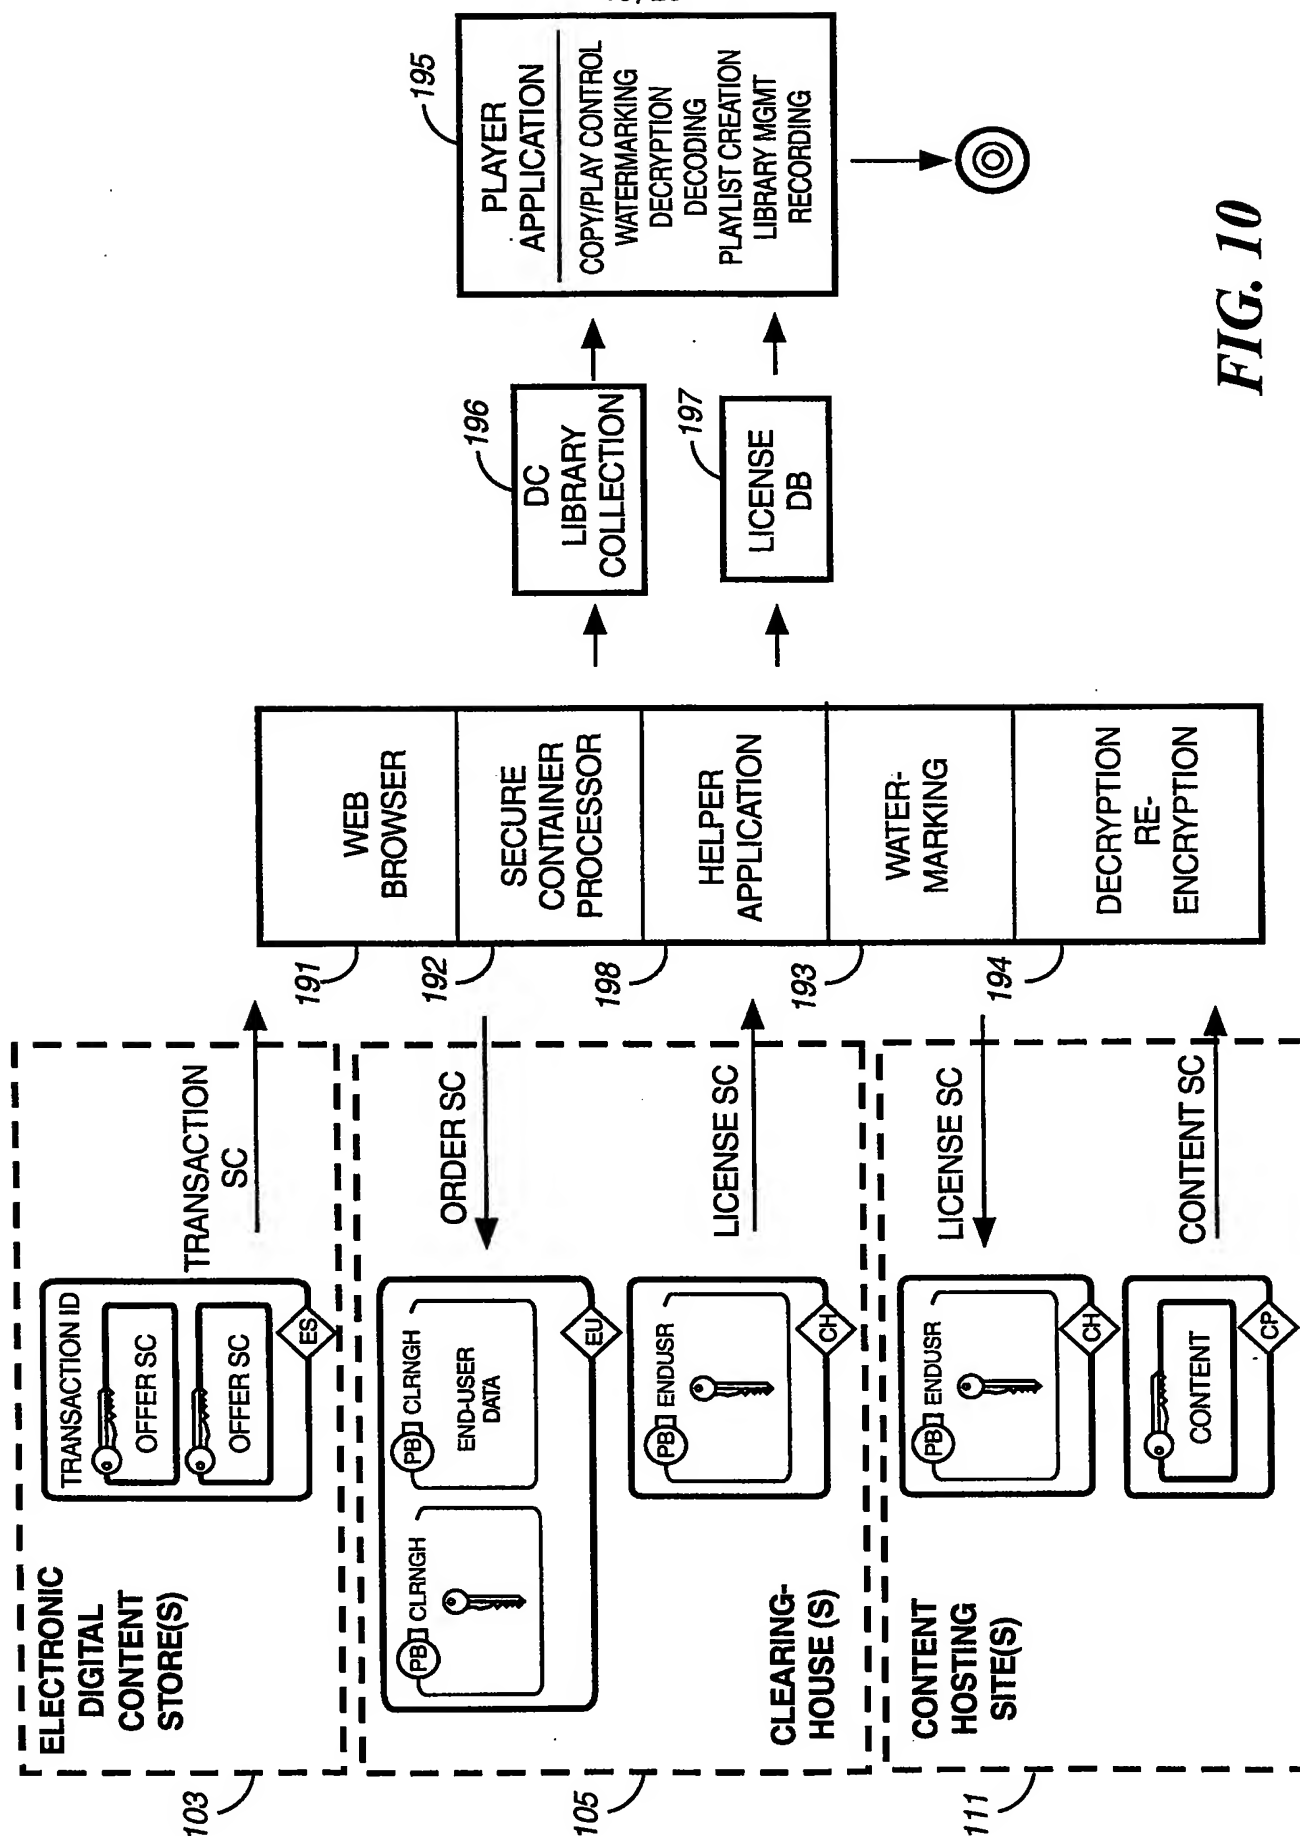 ELECTRONIC
DIGITAL
CONTENT
STORE(S)
103
TRANSACTION ID
OFFER SC
OFFER SC
ES
TRANSACTION
SC
CLEARING-
HOUSE (S)
105
PB CLRNGH
PB CLRNGH
END-USER
DATA
EU
ORDER SC
PB ENDUSR
CH
LICENSE SC
CONTENT
HOSTING
SITE(S)
111
PB ENDUSR
CH
LICENSE SC
CONTENT
CP
CONTENT SC
191
WEB
BROWSER
192
SECURE
CONTAINER
PROCESSOR
198
HELPER
APPLICATION
193
WATER-
MARKING
194
DECRYPTION
RE-
ENCRYPTION
196
DC
LIBRARY
COLLECTION
197
LICENSE
DB
195
PLAYER
APPLICATION
COPY/PLAY CONTROL
WATERMARKING
DECRYPTION
DECODING
PLAYLIST CREATION
LIBRARY MGMT
RECORDING
FIG. 10